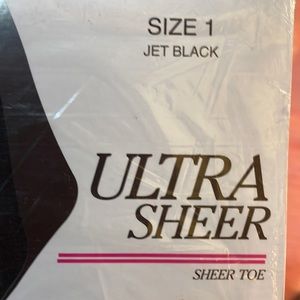 SIZE 1
JET BLACK
ULTRA
SHEER
SHEER TOE